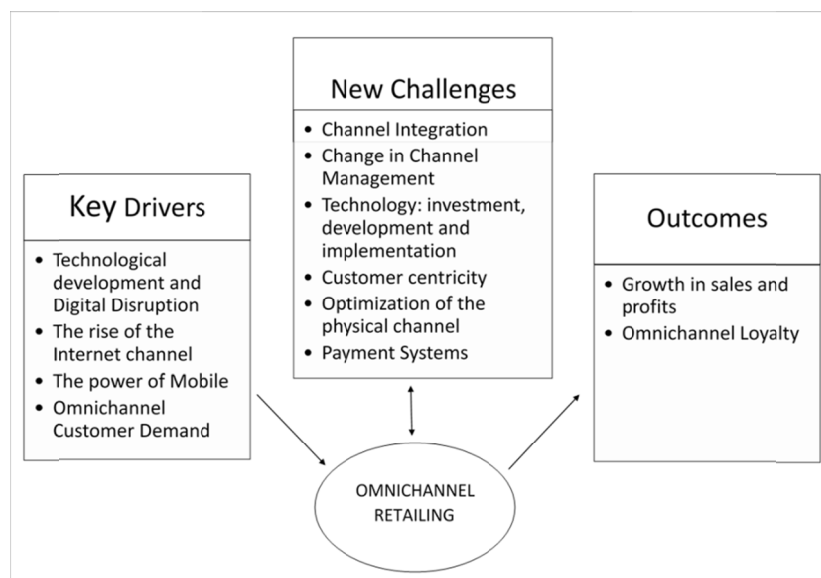 New Challenges
• Channel Integration
• Change in Channel
Management
• Technology: investment,
development and
implementation
• Customer centricity
• Optimization of the
physical channel
• Payment Systems
Key Drivers
• Technological
development and
Digital Disruption
• The rise of the
Internet channel
• The power of Mobile
• Omnichannel
Customer Demand
Outcomes
• Growth in sales and
profits
• Omnichannel Loyalty
OMNICHANNEL
RETAILING